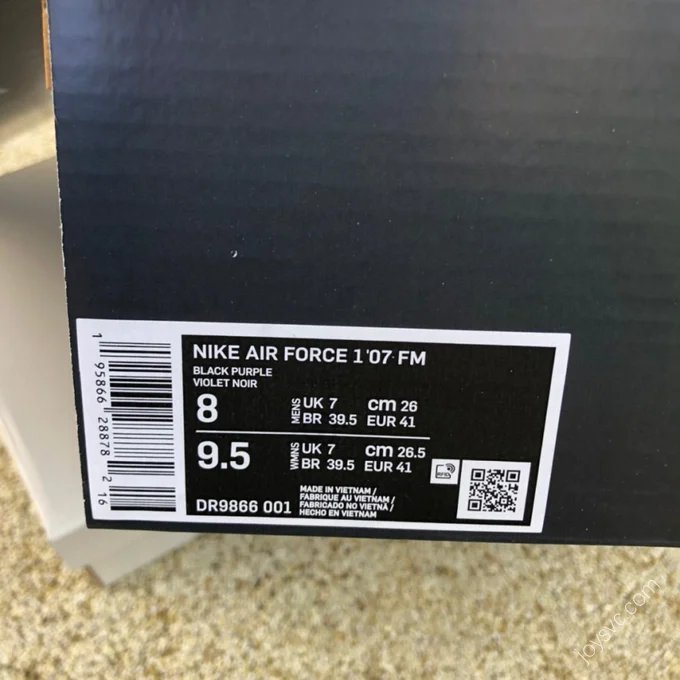 NIKE AIR FORCE 1 '07 FM
BLACK PURPLE
VIOLET NOIR
8
MENS
UK 7 cm 26
BR 39.5 EUR 41
9.5
WMNS
UK 7 cm 26.5
BR 39.5 EUR 41
RFID
DR9866 001
MADE IN VIETNAM /
FABRIQUE AU VIETNAM /
FABRICADO NO VIETNÃ /
HECHO EN VIETNAM
1 95866 28878 2 16
joysvc.com